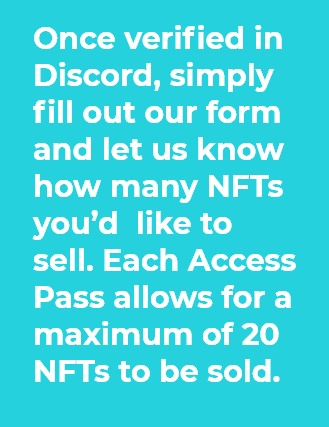 Once verified in
Discord, simply
fill out our form
and let us know
how many NFTs
you’d  like to
sell. Each Access
Pass allows for a
maximum of 20
NFTs to be sold.